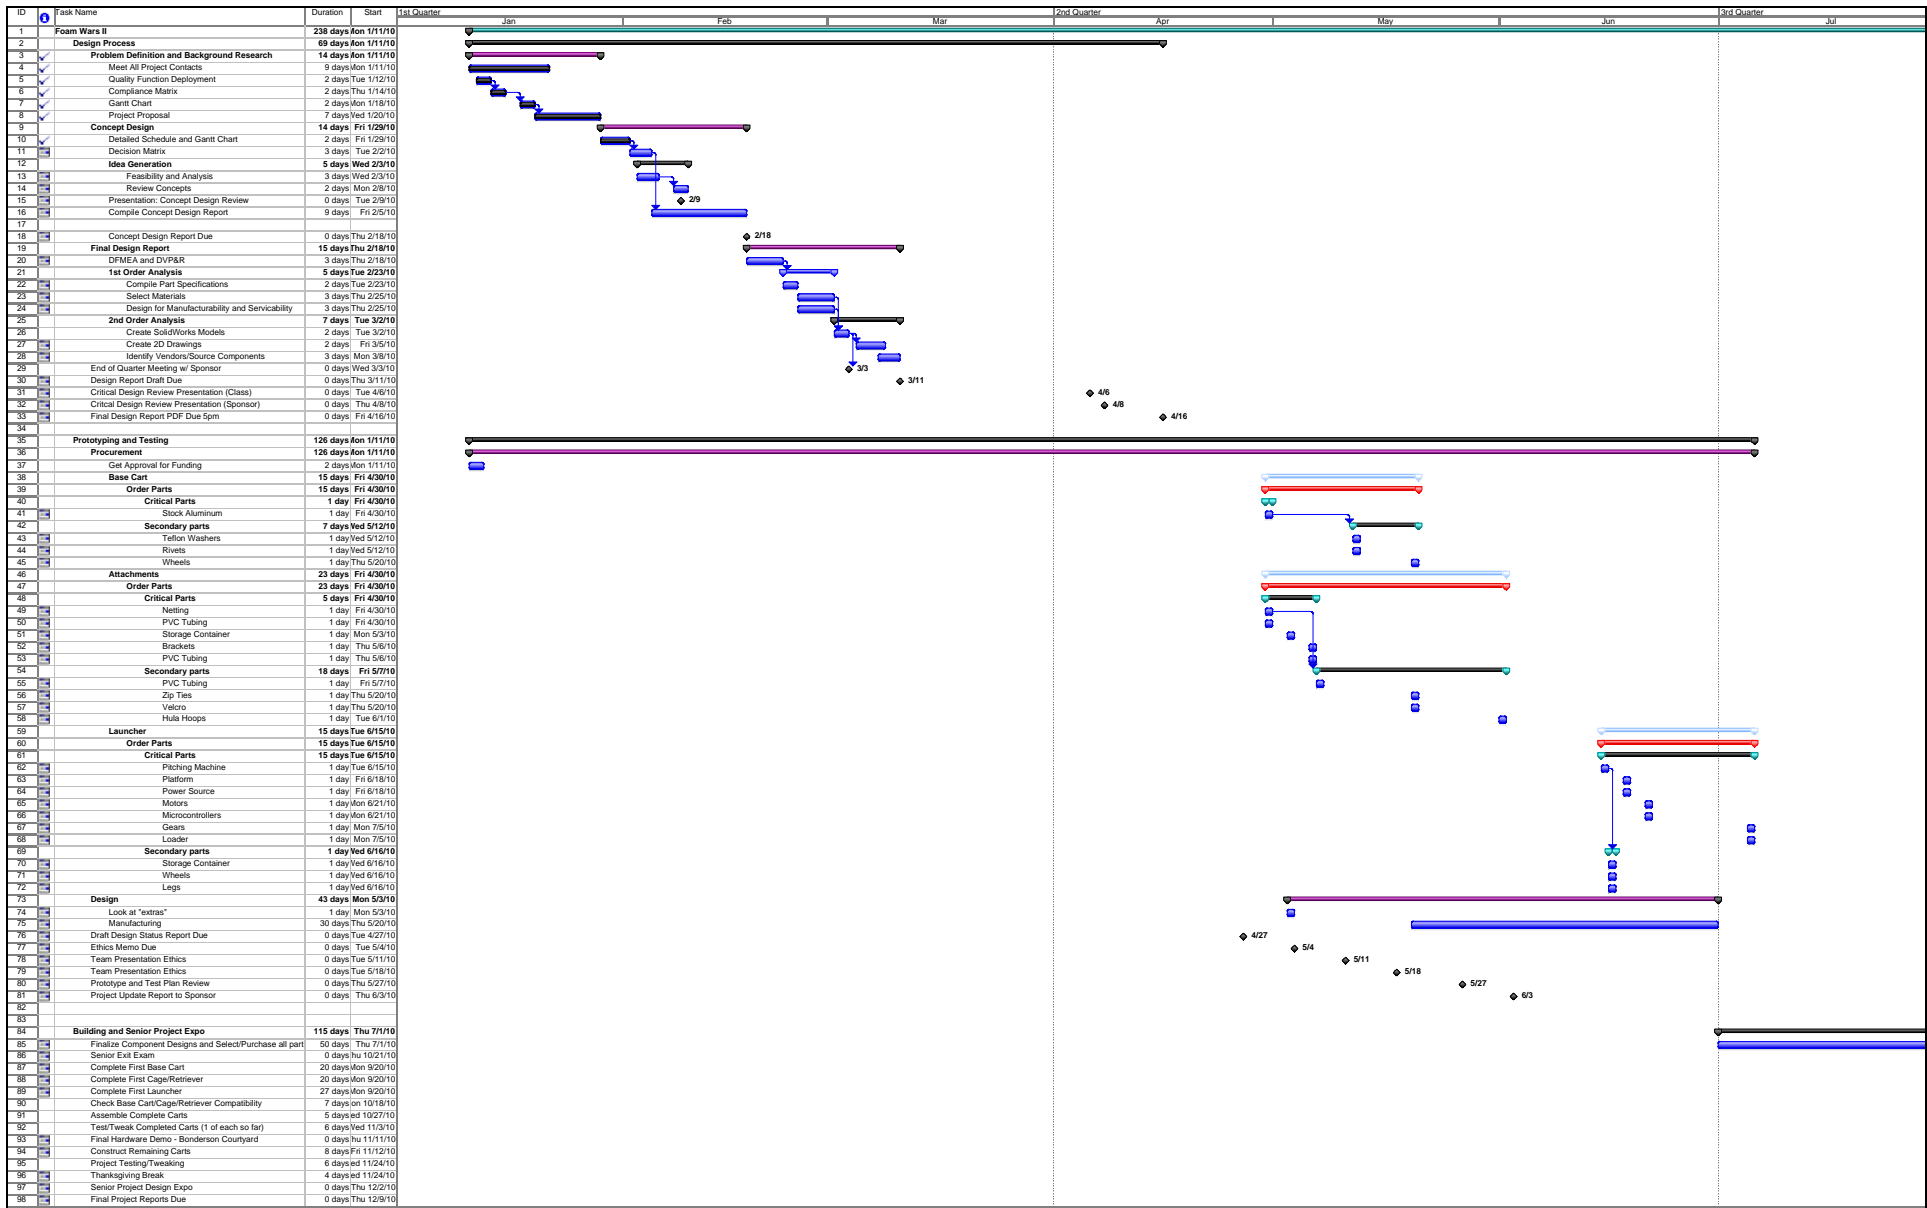 ID Task Name Duration Start 1st Quarter 2nd Quarter 3rd Quarter
Jan Feb Mar Apr May Jun Jul
1 Foam Wars II 238 days Mon 1/11/10
2 Design Process 69 days Mon 1/11/10
3 Problem Definition and Background Research 14 days Mon 1/11/10
4 Meet All Project Contacts 9 days Mon 1/11/10
5 Quality Function Deployment 2 days Tue 1/12/10
6 Compliance Matrix 2 days Thu 1/14/10
7 Gantt Chart 2 days Mon 1/18/10
8 Project Proposal 7 days Wed 1/20/10
9 Concept Design 14 days Fri 1/29/10
10 Detailed Schedule and Gantt Chart 2 days Fri 1/29/10
11 Decision Matrix 3 days Tue 2/2/10
12 Idea Generation 5 days Wed 2/3/10
13 Feasibility and Analysis 3 days Wed 2/3/10
14 Review Concepts 2 days Mon 2/8/10
15 Presentation: Concept Design Review 0 days Tue 2/9/10 2/9
16 Compile Concept Design Report 9 days Fri 2/5/10
17
18 Concept Design Report Due 0 days Thu 2/18/10 2/18
19 Final Design Report 15 days Thu 2/18/10
20 DFMEA and DVP&R 3 days Thu 2/18/10
21 1st Order Analysis 5 days Tue 2/23/10
22 Compile Part Specifications 2 days Tue 2/23/10
23 Select Materials 3 days Thu 2/25/10
24 Design for Manufacturability and Servicability 3 days Thu 2/25/10
25 2nd Order Analysis 7 days Tue 3/2/10
26 Create SolidWorks Models 2 days Tue 3/2/10
27 Create 2D Drawings 2 days Fri 3/5/10
28 Identify Vendors/Source Components 3 days Mon 3/8/10
29 End of Quarter Meeting w/ Sponsor 0 days Wed 3/3/10 3/3
30 Design Report Draft Due 0 days Thu 3/11/10 3/11
31 Critical Design Review Presentation (Class) 0 days Tue 4/6/10 4/6
32 Critcal Design Review Presentation (Sponsor) 0 days Thu 4/8/10 4/8
33 Final Design Report PDF Due 5pm 0 days Fri 4/16/10 4/16
34
35 Prototyping and Testing 126 days Mon 1/11/10
36 Procurement 126 days Mon 1/11/10
37 Get Approval for Funding 2 days Mon 1/11/10
38 Base Cart 15 days Fri 4/30/10
39 Order Parts 15 days Fri 4/30/10
40 Critical Parts 1 day Fri 4/30/10
41 Stock Aluminum 1 day Fri 4/30/10
42 Secondary parts 7 days Wed 5/12/10
43 Teflon Washers 1 day Wed 5/12/10
44 Rivets 1 day Wed 5/12/10
45 Wheels 1 day Thu 5/20/10
46 Attachments 23 days Fri 4/30/10
47 Order Parts 23 days Fri 4/30/10
48 Critical Parts 5 days Fri 4/30/10
49 Netting 1 day Fri 4/30/10
50 PVC Tubing 1 day Fri 4/30/10
51 Storage Container 1 day Mon 5/3/10
52 Brackets 1 day Thu 5/6/10
53 PVC Tubing 1 day Thu 5/6/10
54 Secondary parts 18 days Fri 5/7/10
55 PVC Tubing 1 day Fri 5/7/10
56 Zip Ties 1 day Thu 5/20/10
57 Velcro 1 day Thu 5/20/10
58 Hula Hoops 1 day Tue 6/1/10
59 Launcher 15 days Tue 6/15/10
60 Order Parts 15 days Tue 6/15/10
61 Critical Parts 15 days Tue 6/15/10
62 Pitching Machine 1 day Tue 6/15/10
63 Platform 1 day Fri 6/18/10
64 Power Source 1 day Fri 6/18/10
65 Motors 1 day Mon 6/21/10
66 Microcontrollers 1 day Mon 6/21/10
67 Gears 1 day Mon 7/5/10
68 Loader 1 day Mon 7/5/10
69 Secondary parts 1 day Wed 6/16/10
70 Storage Container 1 day Wed 6/16/10
71 Wheels 1 day Wed 6/16/10
72 Legs 1 day Wed 6/16/10
73 Design 43 days Mon 5/3/10
74 Look at "extras" 1 day Mon 5/3/10
75 Manufacturing 30 days Thu 5/20/10
76 Draft Design Status Report Due 0 days Tue 4/27/10 4/27
77 Ethics Memo Due 0 days Tue 5/4/10 5/4
78 Team Presentation Ethics 0 days Tue 5/11/10 5/11
79 Team Presentation Ethics 0 days Tue 5/18/10 5/18
80 Prototype and Test Plan Review 0 days Thu 5/27/10 5/27
81 Project Update Report to Sponsor 0 days Thu 6/3/10 6/3
82
83
84 Building and Senior Project Expo 115 days Thu 7/1/10
85 Finalize Component Designs and Select/Purchase all part 50 days Thu 7/1/10
86 Senior Exit Exam 0 days hu 10/21/10
87 Complete First Base Cart 20 days Mon 9/20/10
88 Complete First Cage/Retriever 20 days Mon 9/20/10
89 Complete First Launcher 27 days Mon 9/20/10
90 Check Base Cart/Cage/Retriever Compatibility 7 days on 10/18/10
91 Assemble Complete Carts 5 days ed 10/27/10
92 Test/Tweak Completed Carts (1 of each so far) 6 days Wed 11/3/10
93 Final Hardware Demo - Bonderson Courtyard 0 days hu 11/11/10
94 Construct Remaining Carts 8 days Fri 11/12/10
95 Project Testing/Tweaking 6 days ed 11/24/10
96 Thanksgiving Break 4 days ed 11/24/10
97 Senior Project Design Expo 0 days Thu 12/2/10
98 Final Project Reports Due 0 days Thu 12/9/10